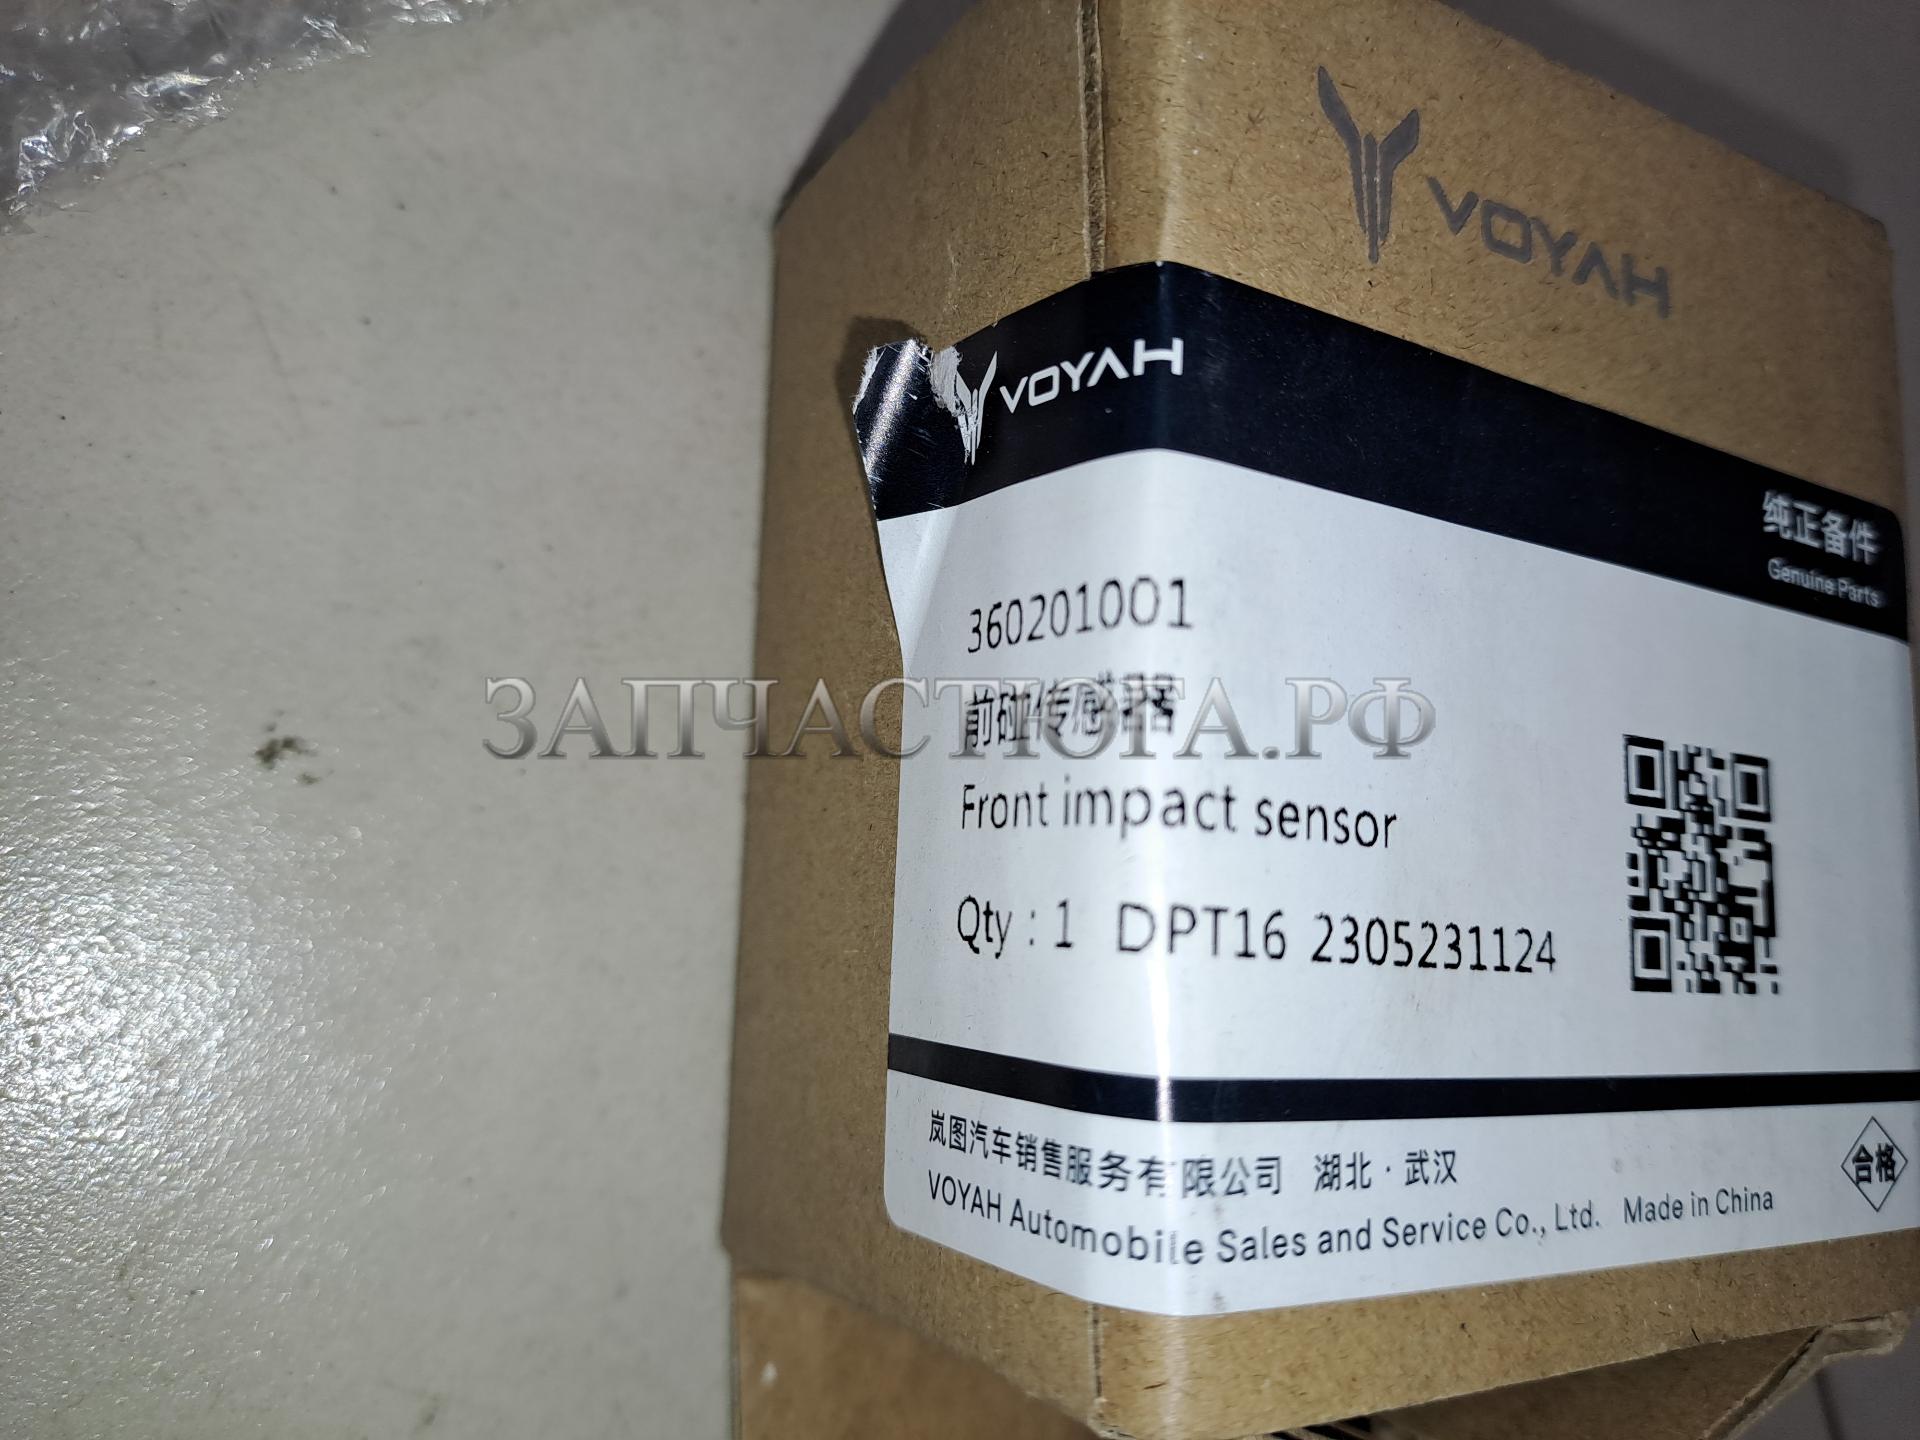 VOYAH
VOYAH
纯正备件
Genuine Parts
360201001
前碰传感器
ЗАПЧАСТЮГА.РФ
Front impact sensor
Qty : 1 DPT16 2305231124
岚图汽车销售服务有限公司 湖北·武汉
VOYAH Automobile Sales and Service Co., Ltd. Made in China
合格